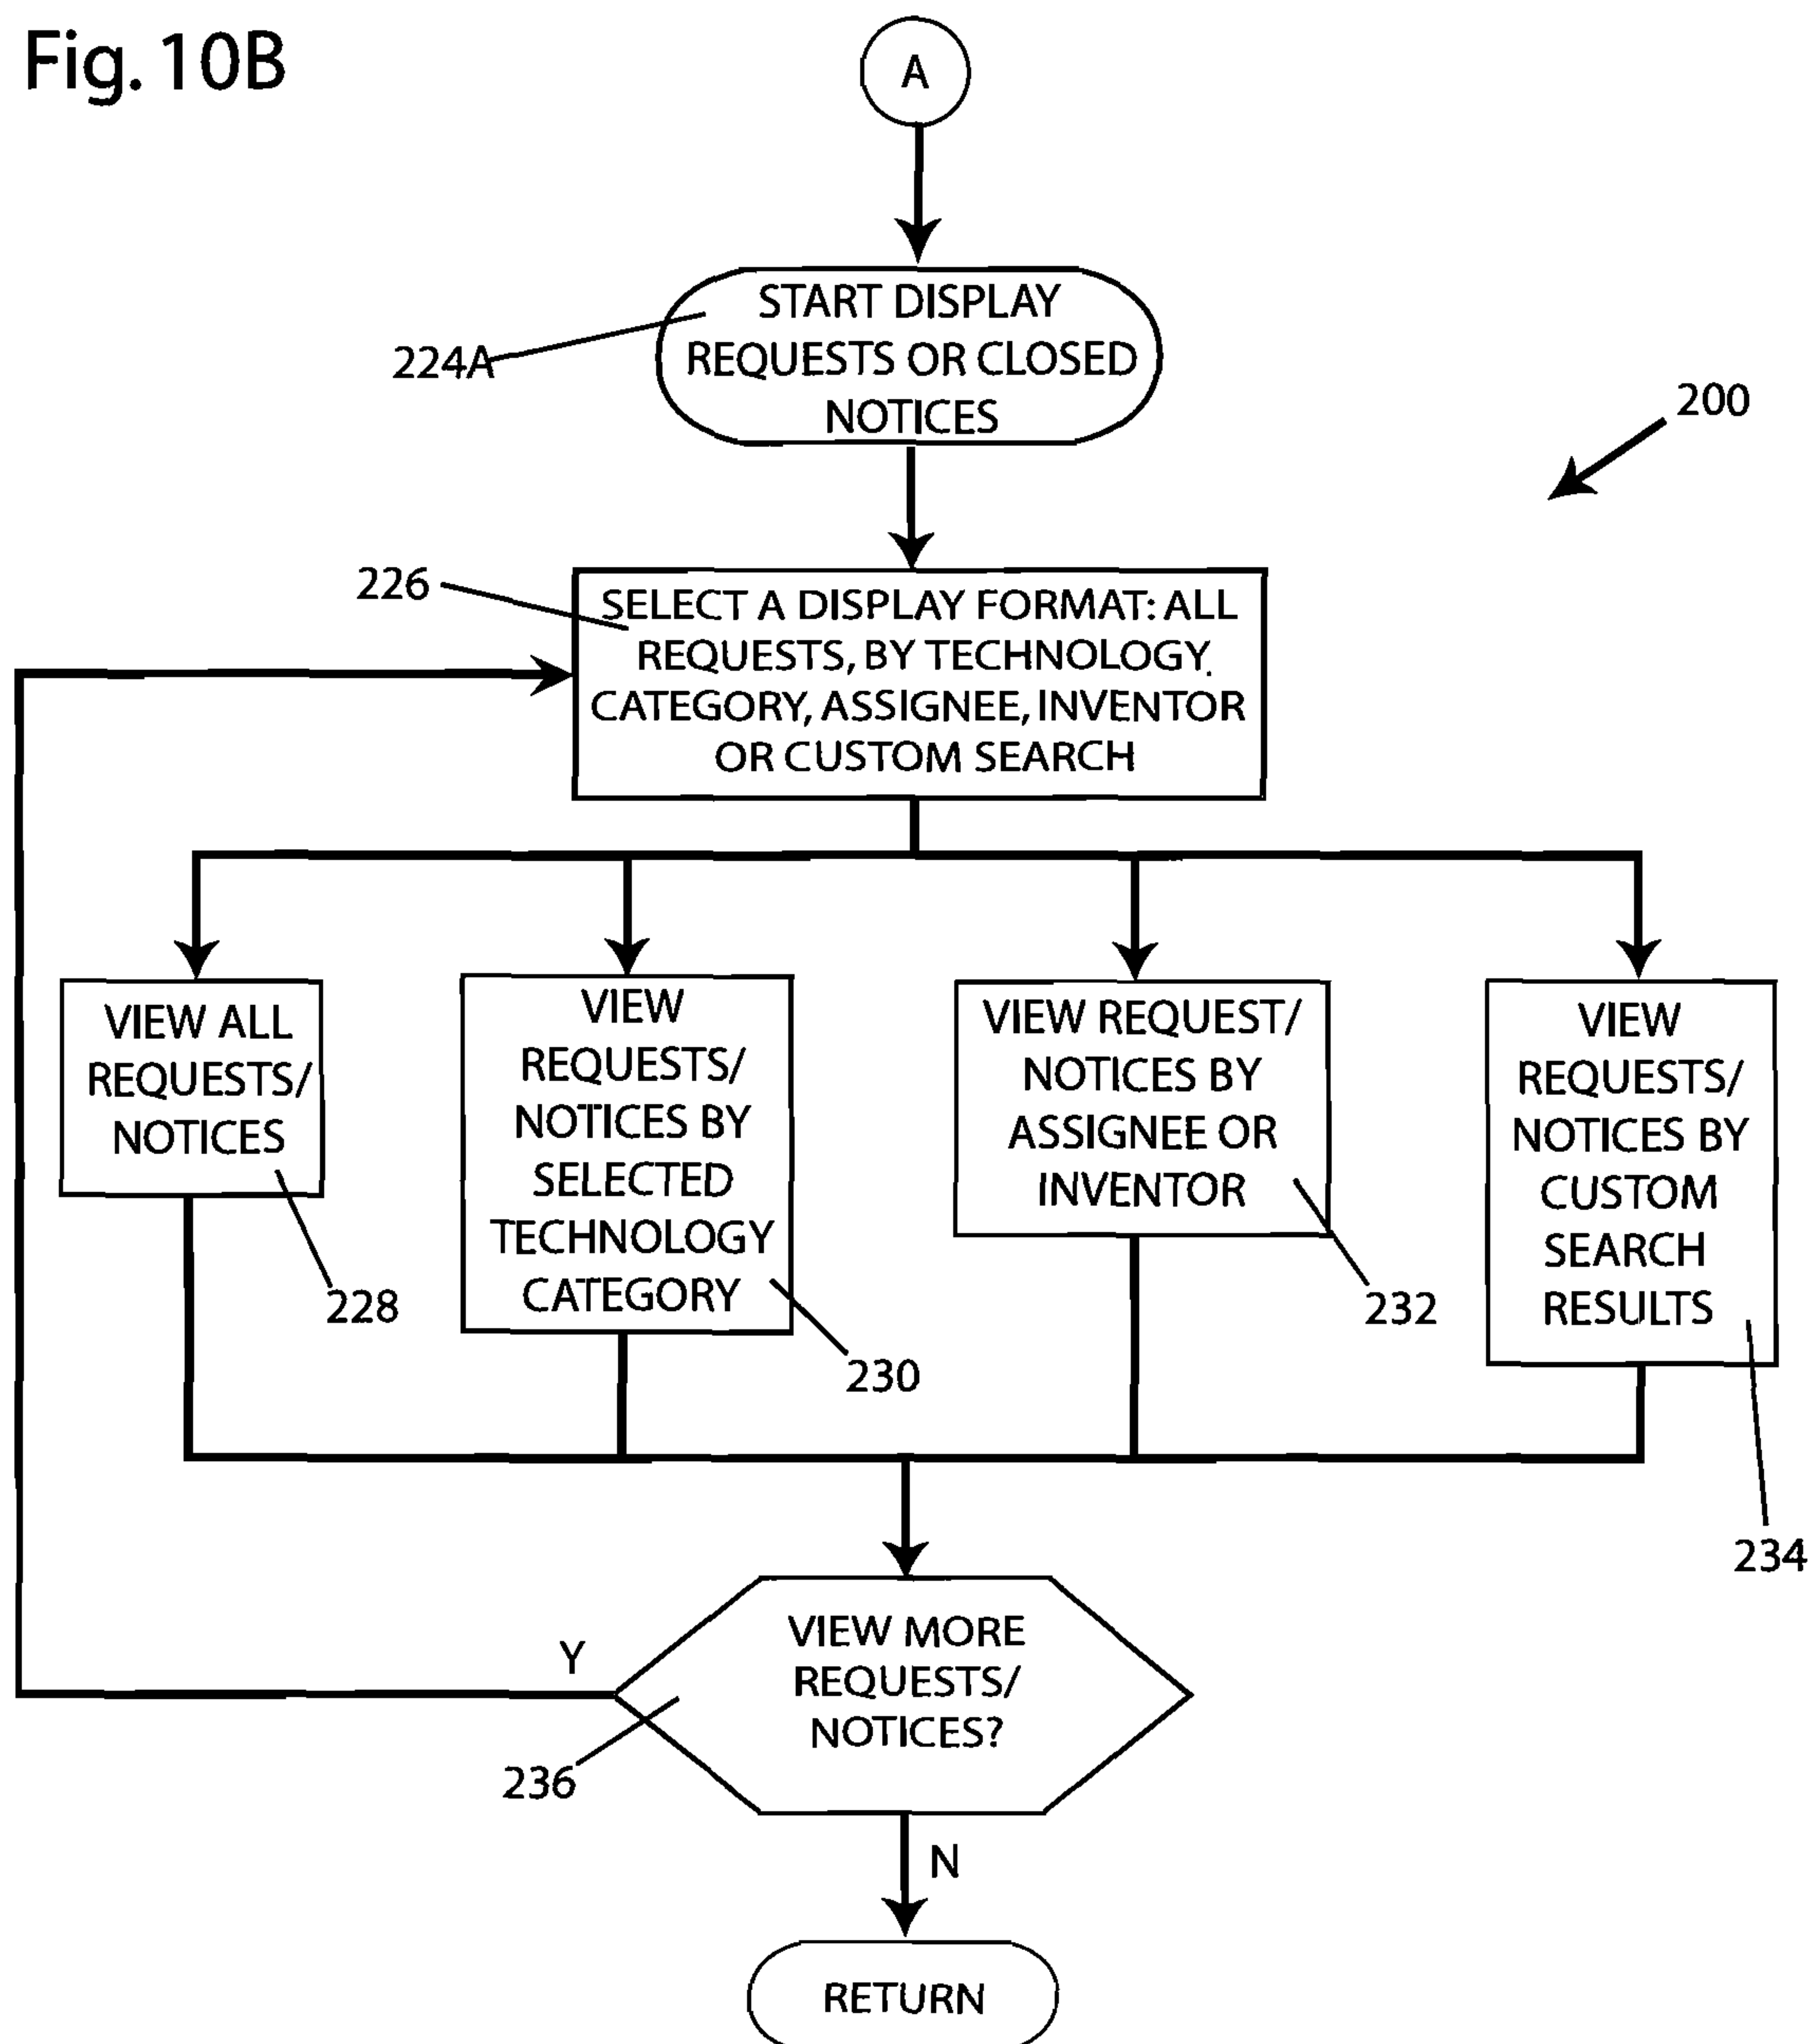 Fig. 10B
A
START DISPLAY
REQUESTS OR CLOSED
NOTICES
224A
200
226
SELECT A DISPLAY FORMAT: ALL
REQUESTS, BY TECHNOLOGY
CATEGORY, ASSIGNEE, INVENTOR
OR CUSTOM SEARCH
VIEW ALL
REQUESTS/
NOTICES
228
VIEW
REQUESTS/
NOTICES BY
SELECTED
TECHNOLOGY
CATEGORY
230
VIEW REQUEST/
NOTICES BY
ASSIGNEE OR
INVENTOR
232
VIEW
REQUESTS/
NOTICES BY
CUSTOM
SEARCH
RESULTS
234
VIEW MORE
REQUESTS/
NOTICES?
Y
236
N
RETURN